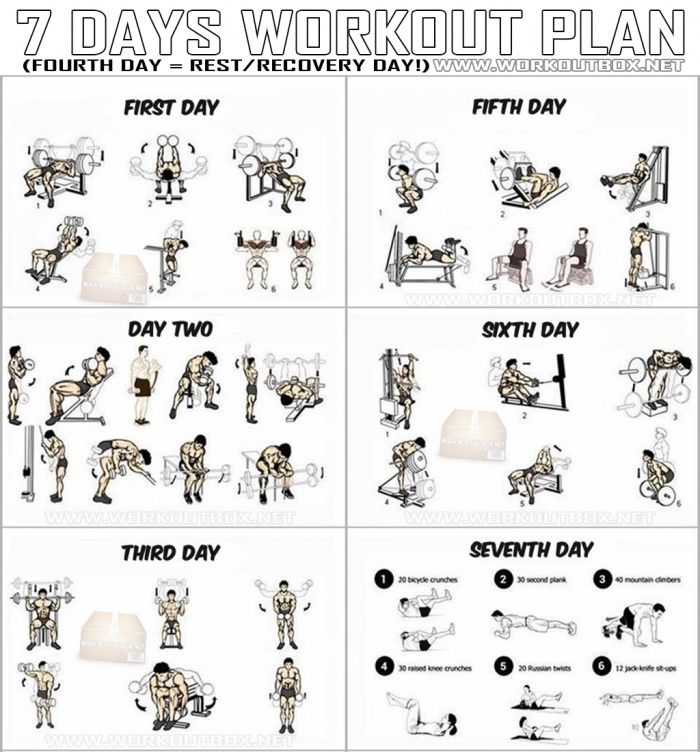 7 DAYS WORKOUT PLAN
(FOURTH DAY = REST/RECOVERY DAY!) WWW.WORKOUTBOX.NET
FIRST DAY
1
2
3
4
WWW.WORKOUTBOX.NET
5
6
FIFTH DAY
1
2
3
4
5
6
WWW.WORKOUTBOX.NET
DAY TWO
WWW.WORKOUTBOX.NET
SIXTH DAY
1
2
3
WWW.WORKOUTBOX.NET
4
5
6
WWW.WORKOUTBOX.NET
THIRD DAY
WWW.WORKOUTBOX.NET
WWW.WORKOUTBOX.NET
SEVENTH DAY
1 20 bicycle crunches
2 30 second plank
3 40 mountain climbers
4 30 raised knee crunches
5 20 Russian twists
6 12 jack-knife sit-ups
b)
WWW.WORKOUTBOX.NET